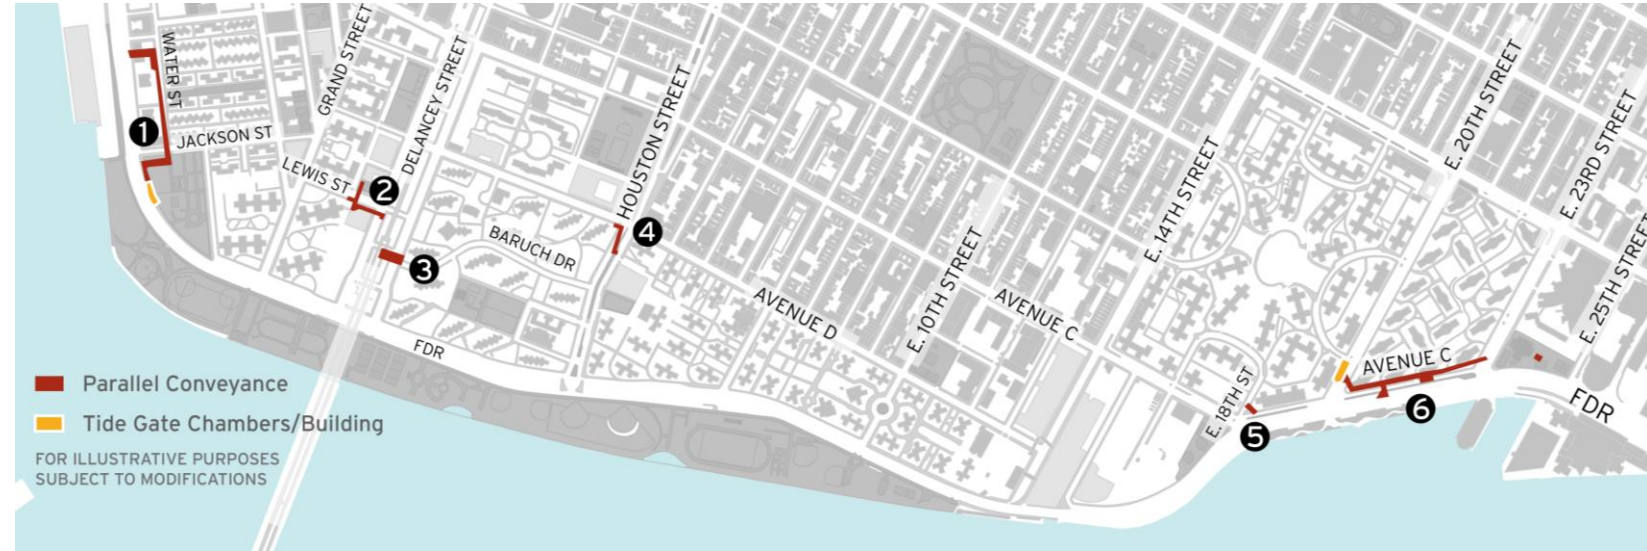 WATER ST
GRAND STREET
DELANCEY STREET
1
JACKSON ST
LEWIS ST
2
3
BARUCH DR
HOUSTON STREET
4
AVENUE D
E. 10TH STREET
AVENUE C
E. 14TH STREET
E. 20TH STREET
E. 23RD STREET
E. 25TH STREET
FDR
E. 18TH ST
5
AVENUE C
6
FDR
Parallel Conveyance
Tide Gate Chambers/Building
FOR ILLUSTRATIVE PURPOSES
SUBJECT TO MODIFICATIONS